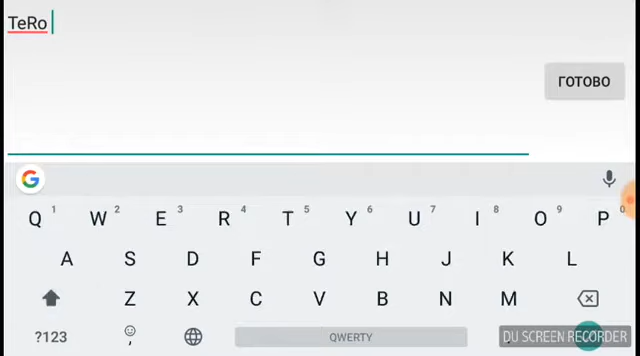 TeRo
ГОТОВО
G
Q 1 W 2 E 3 R 4 T 5 Y 6 U 7 I 8 O 9 P 0
A S D F G H J K L
Z X C V B N M
?123 , QWERTY .
DU SCREEN RECORDER